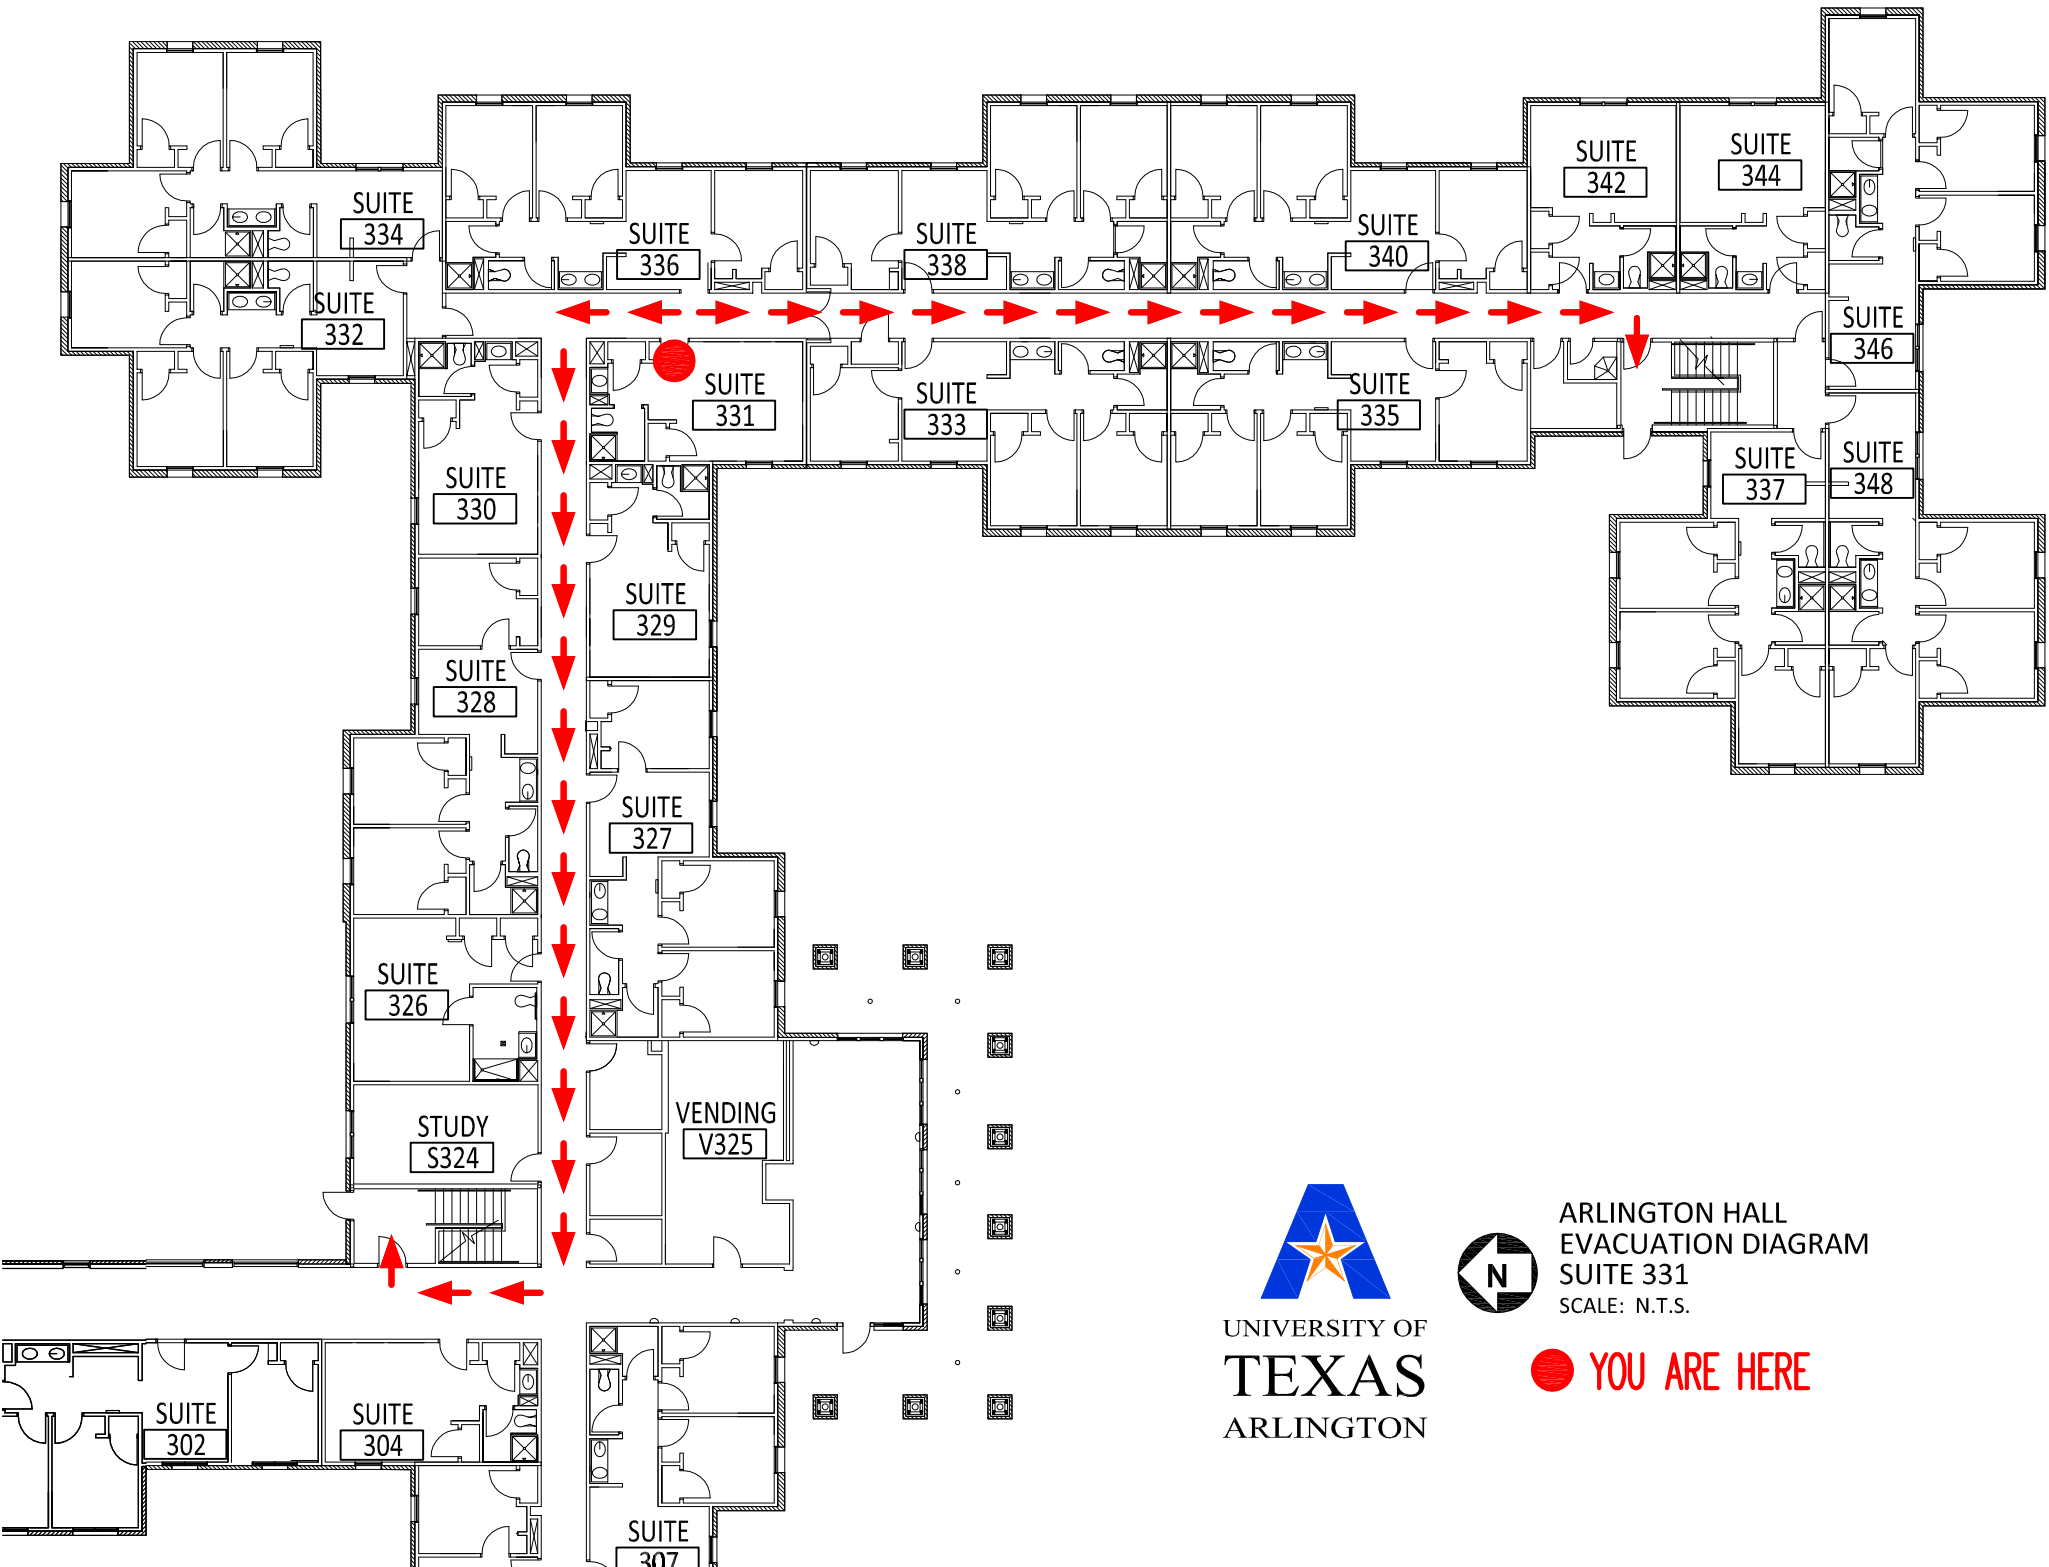 SUITE
334
SUITE
332
SUITE
336
SUITE
338
SUITE
340
SUITE
342
SUITE
344
SUITE
346
SUITE
331
SUITE
333
SUITE
335
SUITE
337
SUITE
348
SUITE
330
SUITE
329
SUITE
328
SUITE
327
SUITE
326
STUDY
S324
VENDING
V325
SUITE
302
SUITE
304
SUITE
307
UNIVERSITY OF
TEXAS
ARLINGTON
N
ARLINGTON HALL
EVACUATION DIAGRAM
SUITE 331
SCALE: N.T.S.
YOU ARE HERE